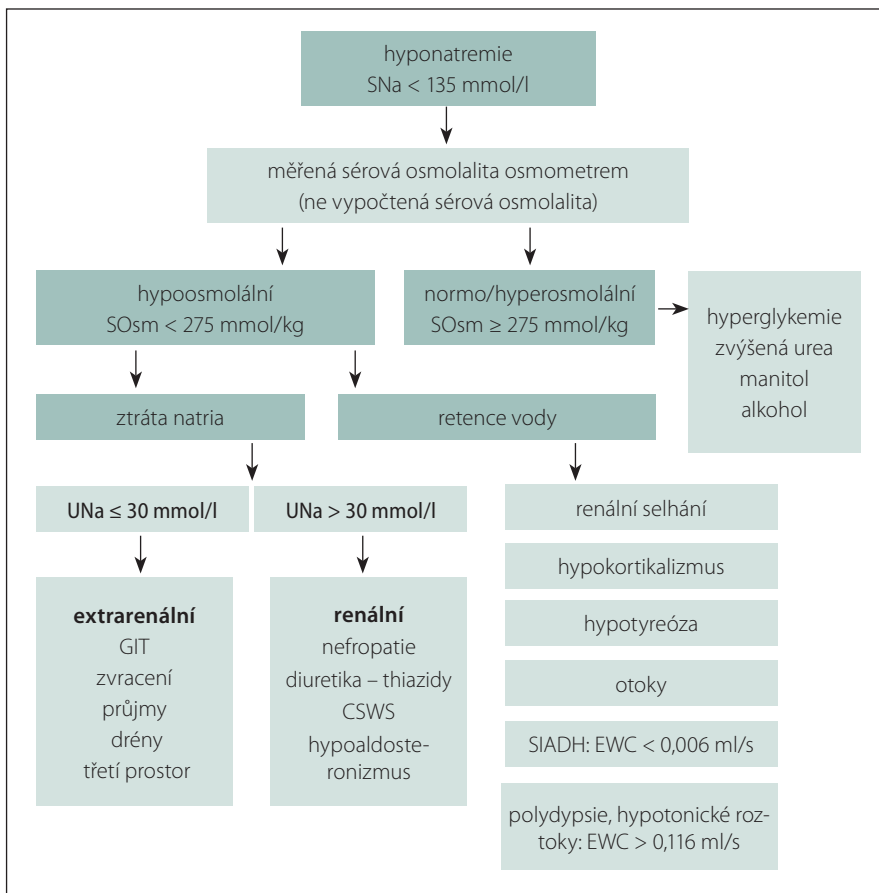 hyponatremie
SNa < 135 mmol/l
měřená sérová osmolalita osmometrem
(ne vypočtená sérová osmolalita)
hypoosmolální
SOsm < 275 mmol/kg
normo/hyperosmolální
SOsm ≥ 275 mmol/kg
hyperglykemie
zvýšená urea
manitol
alkohol
ztráta natria
retence vody
UNa ≤ 30 mmol/l
UNa > 30 mmol/l
extrarenální
GIT
zvracení
průjmy
drény
třetí prostor
renální
nefropatie
diuretika – thiazidy
CSWS
hypoaldoste-
ronizmus
renální selhání
hypokortikalizmus
hypotyreóza
otoky
SIADH: EWC < 0,006 ml/s
polydypsie, hypotonické roz-
toky: EWC > 0,116 ml/s